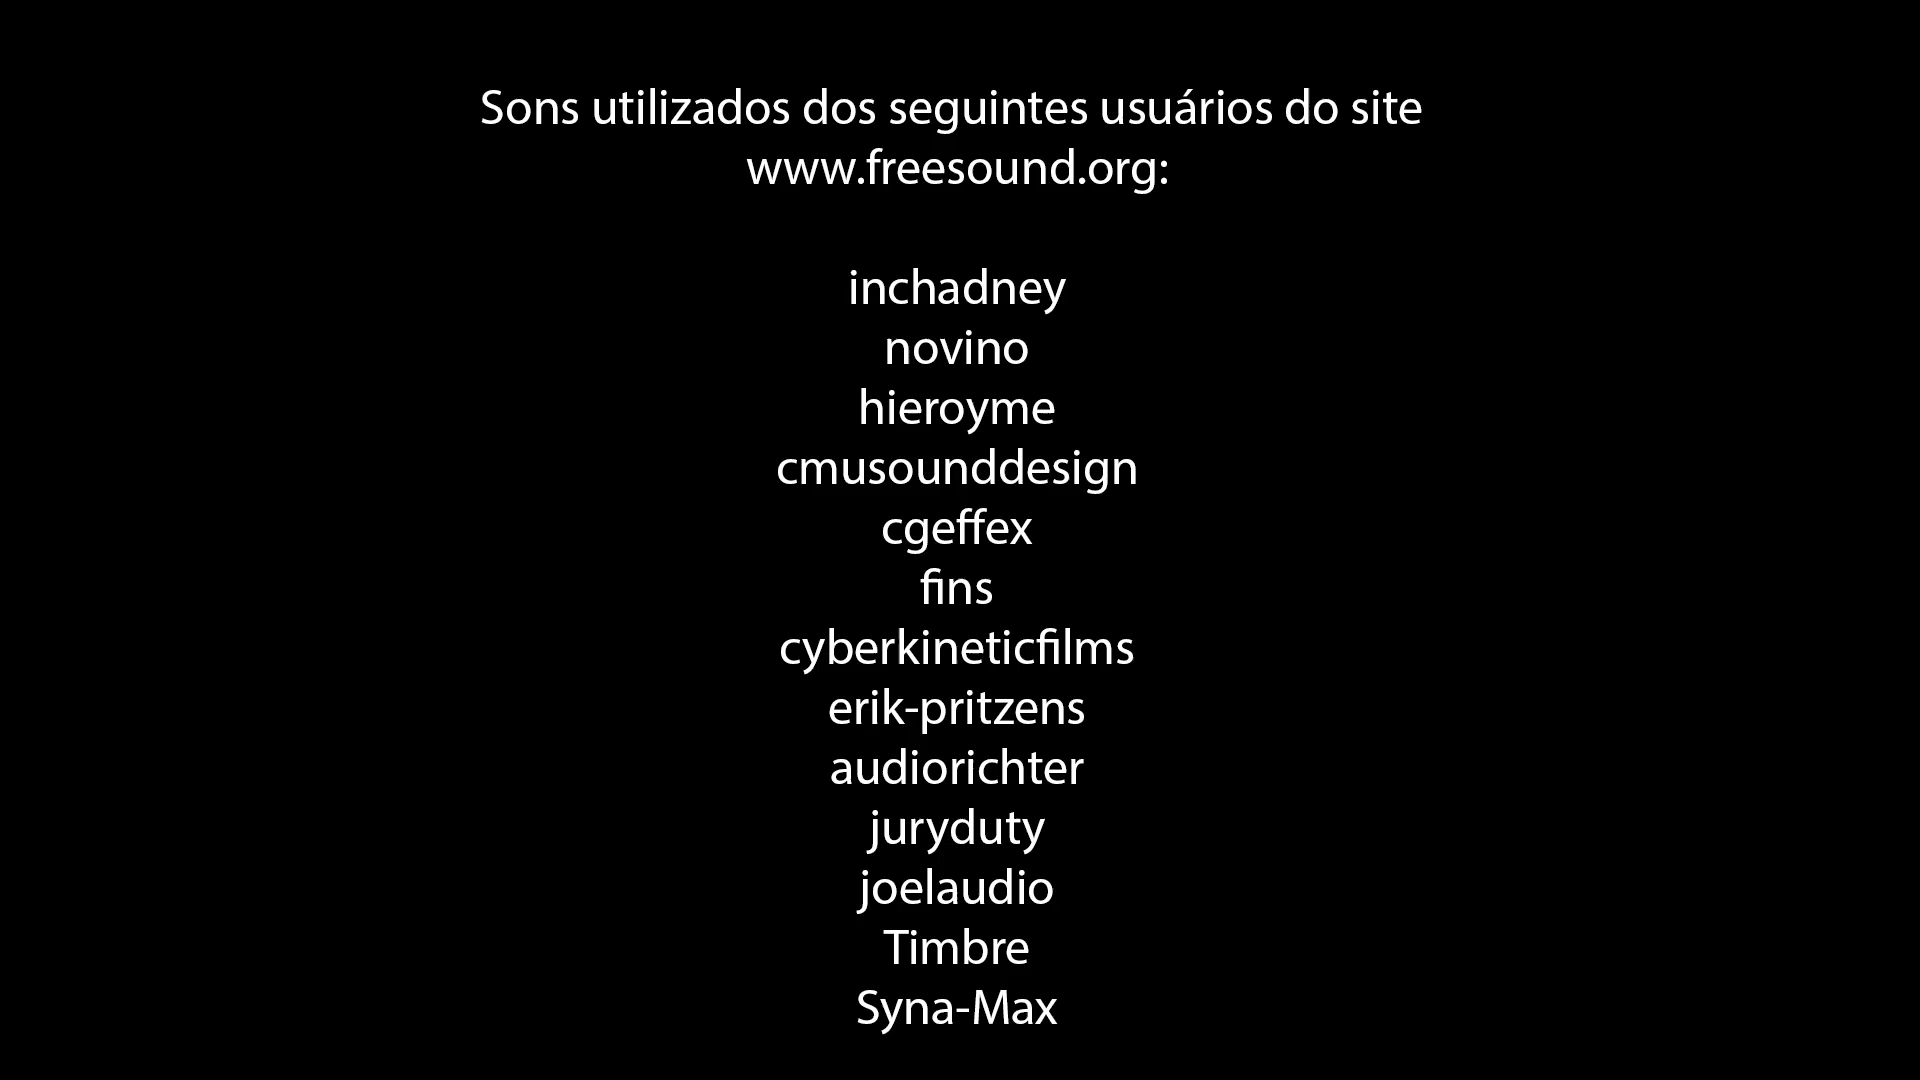 Sons utilizados dos seguintes usuários do site
www.freesound.org:
inchadney
novino
hieroyme
cmusounddesign
cgeffex
fins
cyberkineticfilms
erik-pritzens
audiorichter
juryduty
joelaudio
Timbre
Syna-Max